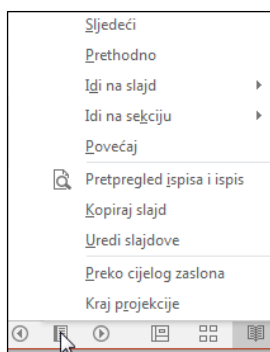 Sljedeći
Prethodno
Idi na slajd
Idi na sekciju
Povećaj
Pretpregled ispisa i ispis
Kopiraj slajd
Uredi slajdove
Preko cijelog zaslona
Kraj projekcije